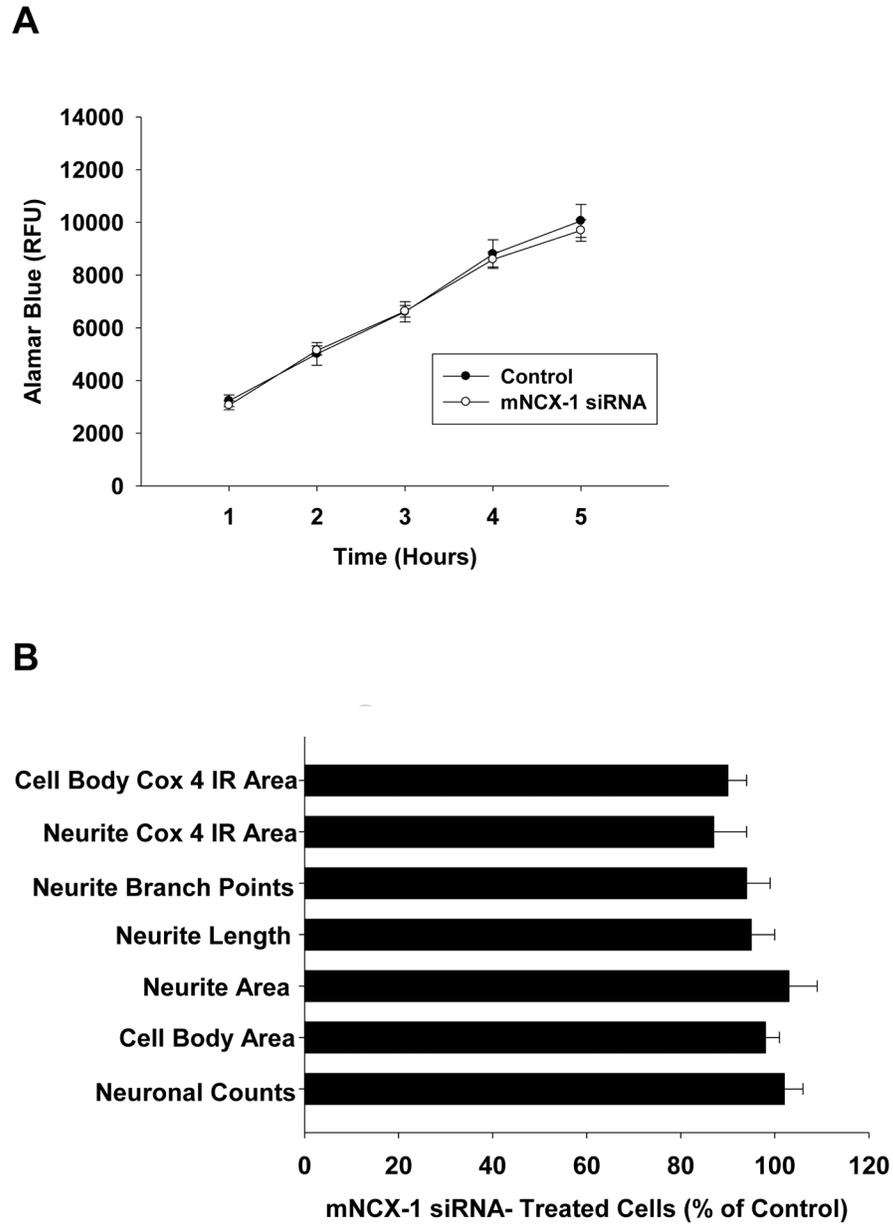 A
14000
12000
10000
8000
6000
4000
2000
0
Alamar Blue (RFU)
Control
mNCX-1 siRNA
1 2 3 4 5
Time (Hours)
B
Cell Body Cox 4 IR Area
Neurite Cox 4 IR Area
Neurite Branch Points
Neurite Length
Neurite Area
Cell Body Area
Neuronal Counts
0 20 40 60 80 100 120
mNCX-1 siRNA- Treated Cells (% of Control)